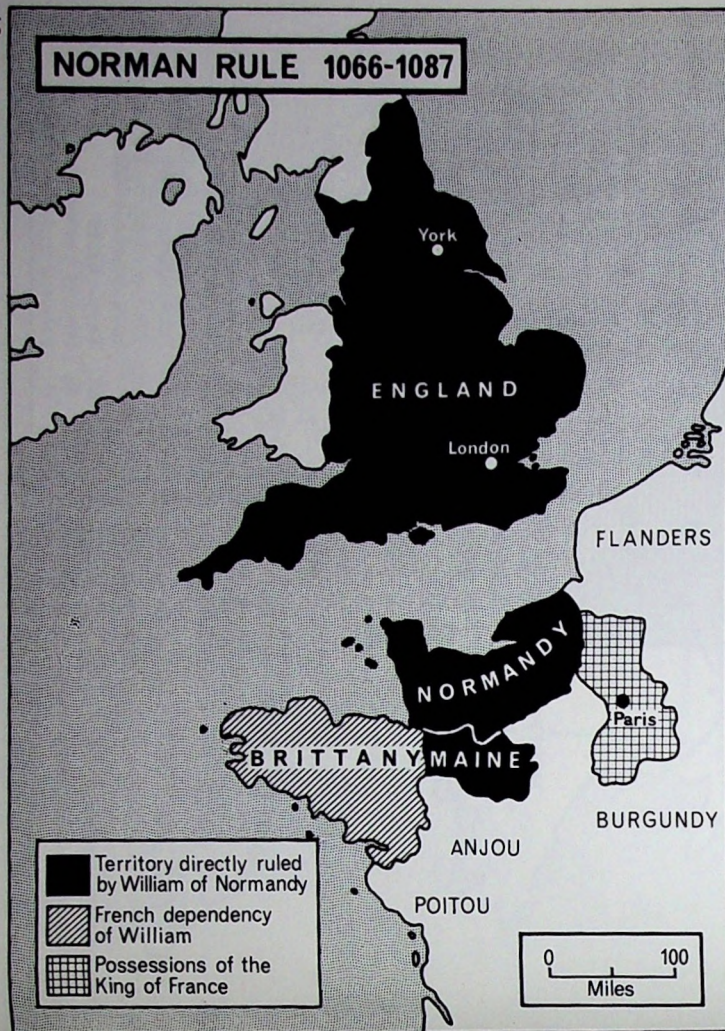 NORMAN RULE 1066-1087
York
ENGLAND
London
FLANDERS
NORMANDY
Paris
BRITTANY
MAINE
BURGUNDY
ANJOU
POITOU
Territory directly ruled
by William of Normandy
French dependency
of William
Possessions of the
King of France
0 100
Miles